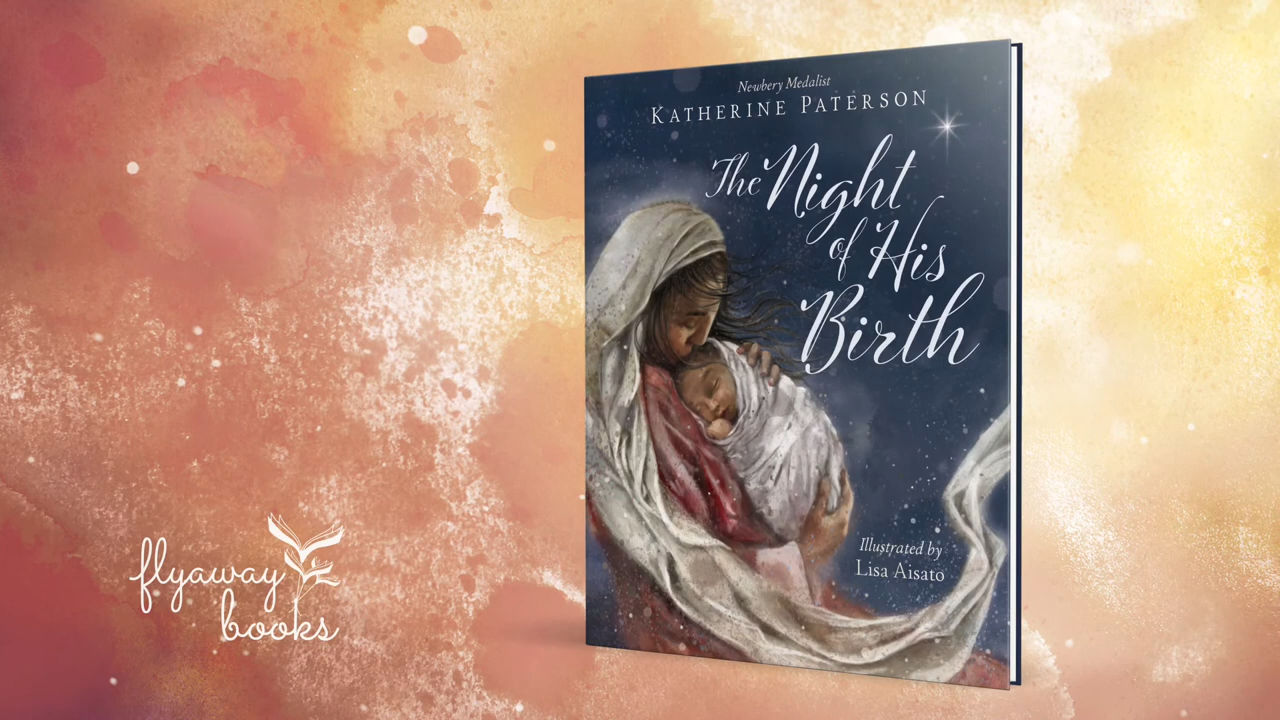 Newbery Medalist
KATHERINE PATERSON
The Night
of His
Birth
Illustrated by
Lisa Aisato
flyaway
books